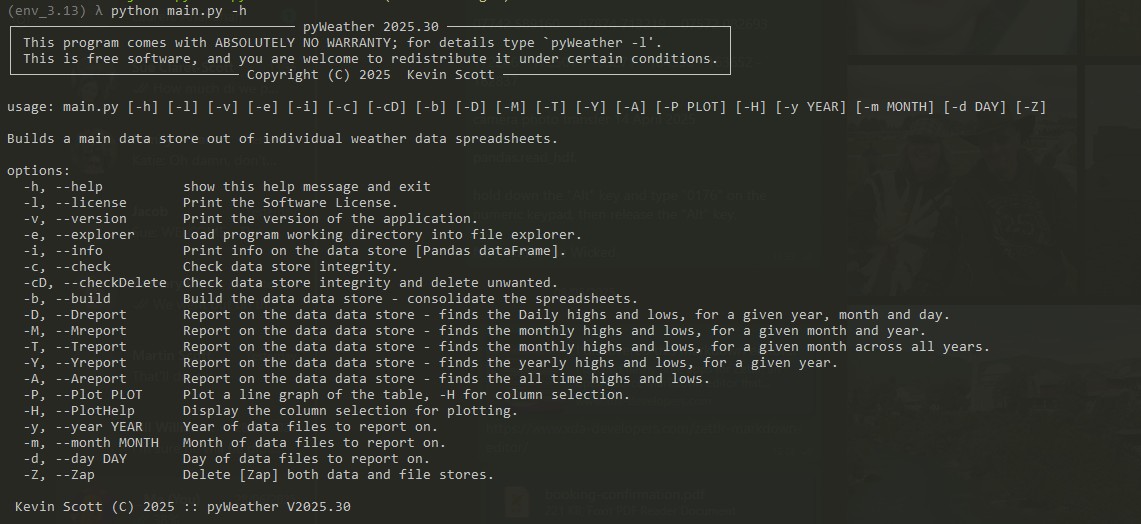 (env_3.13) λ python main.py -h
pyWeather 2025.30
This program comes with ABSOLUTELY NO WARRANTY; for details type `pyWeather -l'.
This is free software, and you are welcome to redistribute it under certain conditions.
Copyright (C) 2025  Kevin Scott
usage: main.py [-h] [-l] [-v] [-e] [-i] [-c] [-cD] [-b] [-D] [-M] [-T] [-Y] [-A] [-P PLOT] [-H] [-y YEAR] [-m MONTH] [-d DAY] [-Z]
Builds a main data store out of individual weather data spreadsheets.
options:
-h, --help          show this help message and exit
-l, --license       Print the Software License.
-v, --version       Print the version of the application.
-e, --explorer      Load program working directory into file explorer.
-i, --info          Print info on the data store [Pandas dataFrame].
-c, --check         Check data store integrity.
-cD, --checkDelete  Check data store integrity and delete unwanted.
-b, --build         Build the data data store - consolidate the spreadsheets.
-D, --Dreport       Report on the data data store - finds the Daily highs and lows, for a given year, month and day.
-M, --Mreport       Report on the data data store - finds the monthly highs and lows, for a given month and year.
-T, --Treport       Report on the data data store - finds the monthly highs and lows, for a given month across all years.
-Y, --Yreport       Report on the data data store - finds the yearly highs and lows, for a given year.
-A, --Areport       Report on the data data store - finds the all time highs and lows.
-P, --Plot PLOT     Plot a line graph of the table, -H for column selection.
-H, --PlotHelp      Display the column selection for plotting.
-y, --year YEAR     Year of data files to report on.
-m, --month MONTH   Month of data files to report on.
-d, --day DAY       Day of data files to report on.
-Z, --Zap           Delete [Zap] both data and file stores.
Kevin Scott (C) 2025 :: pyWeather V2025.30